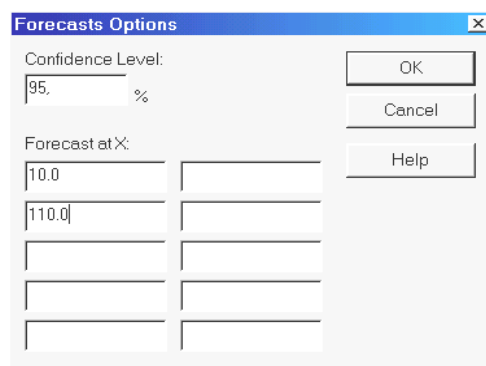 Forecasts Options
Confidence Level:
95,
%
OK
Cancel
Forecast at X:
Help
10.0
110.0